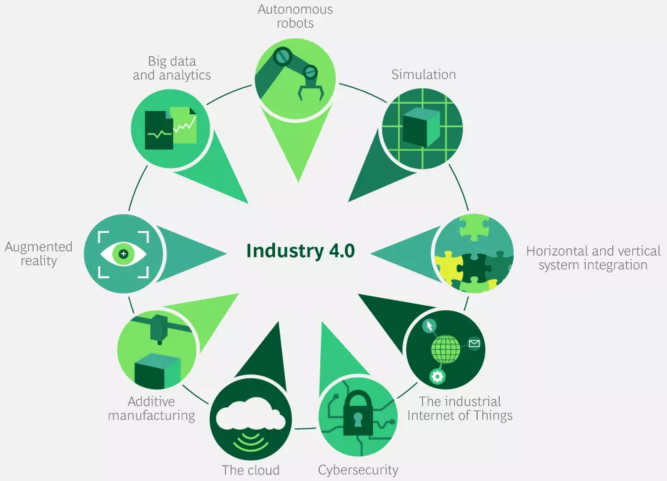 Autonomous
robots
Big data
and analytics
Simulation
Augmented
reality
Industry 4.0
Horizontal and vertical
system integration
Additive
manufacturing
The industrial
Internet of Things
The cloud
Cybersecurity